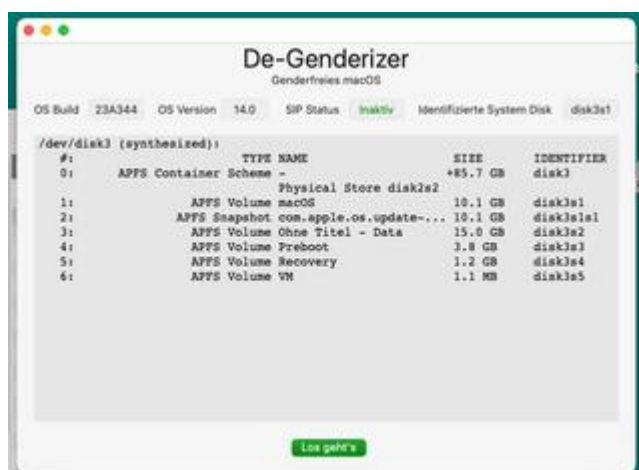 De-Genderizer
Genderfreies macOS
OS Build 23A344 OS Version 14.0 SIP Status Inaktiv Identifizierte System Disk disk3s1
/dev/disk3 (synthesized):
#: TYPE NAME SIZE IDENTIFIER
0: APFS Container Scheme - +85.7 GB disk3
Physical Store disk2s2
1: APFS Volume macOS 10.1 GB disk3s1
2: APFS Snapshot com.apple.os.update-... 10.1 GB disk3s1s1
3: APFS Volume Ohne Titel - Data 15.0 GB disk3s2
4: APFS Volume Preboot 3.8 GB disk3s3
5: APFS Volume Recovery 1.2 GB disk3s4
6: APFS Volume VM 1.1 MB disk3s5
Los geht's